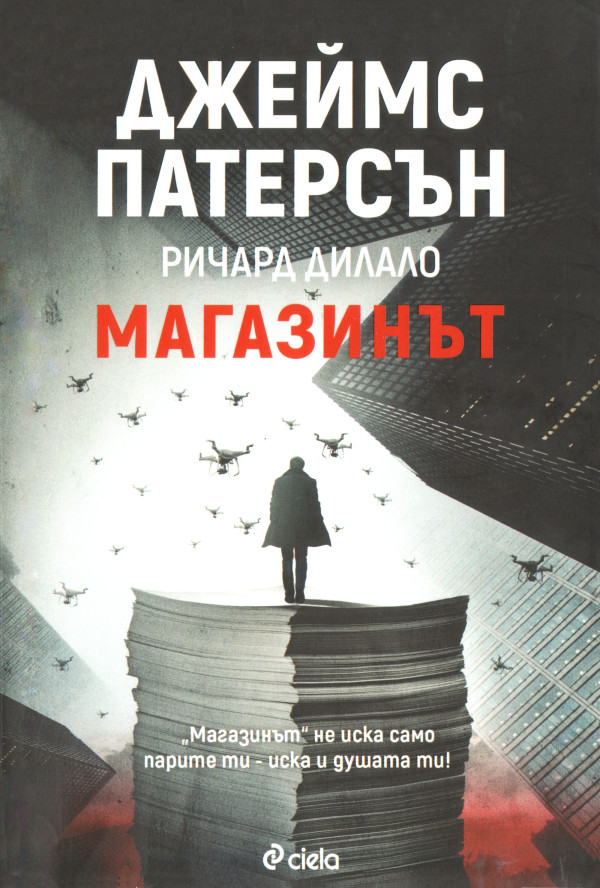 ДЖЕЙМС
ПАТЕРСЪН
РИЧАРД ДИЛАЛО
МАГАЗИНЪТ
„Магазинът“ не иска само
парите ти - иска и душата ти!
ciela